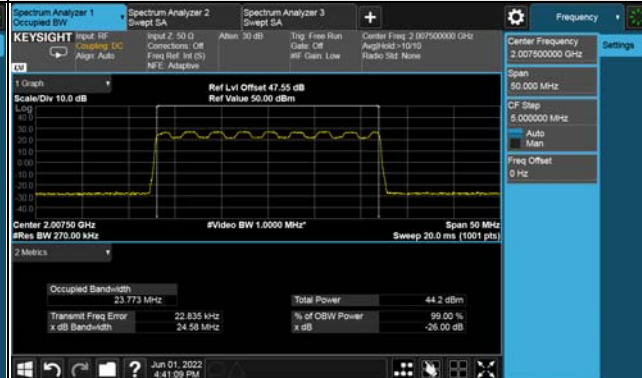 Spectrum Analyzer 1
Occupied BW
Spectrum Analyzer 2
Swept SA
Spectrum Analyzer 3
Swept SA
+
Frequency
KEYSIGHT
Input: RF
Coupling: DC
Align: Auto
Input Z: 50 Ω
Corrections: Off
Freq Ref: Int (S)
NFE: Adaptive
Atten: 30 dB
Trig: Free Run
Gate: Off
#IF Gain: Low
Center Freq: 2.007500000 GHz
Avg|Hold:>10/10
Radio Std: None
Center Frequency
2.007500000 GHz
Settings
Span
50.000 MHz
CF Step
5.000000 MHz
Auto
Man
Freq Offset
0 Hz
1 Graph
Scale/Div 10.0 dB
Ref Lvl Offset 47.55 dB
Ref Value 50.00 dBm
Log
40.0
30.0
20.0
10.0
0.00
-10.0
-20.0
-30.0
-40.0
Center 2.00750 GHz
#Res BW 270.00 kHz
#Video BW 1.0000 MHz*
Span 50 MHz
Sweep 20.0 ms (1001 pts)
2 Metrics
Occupied Bandwidth
23.773 MHz
Total Power 44.2 dBm
Transmit Freq Error 22.835 kHz
% of OBW Power 99.00 %
x dB Bandwidth 24.58 MHz
x dB -26.00 dB
?
Jun 01, 2022
4:41:09 PM